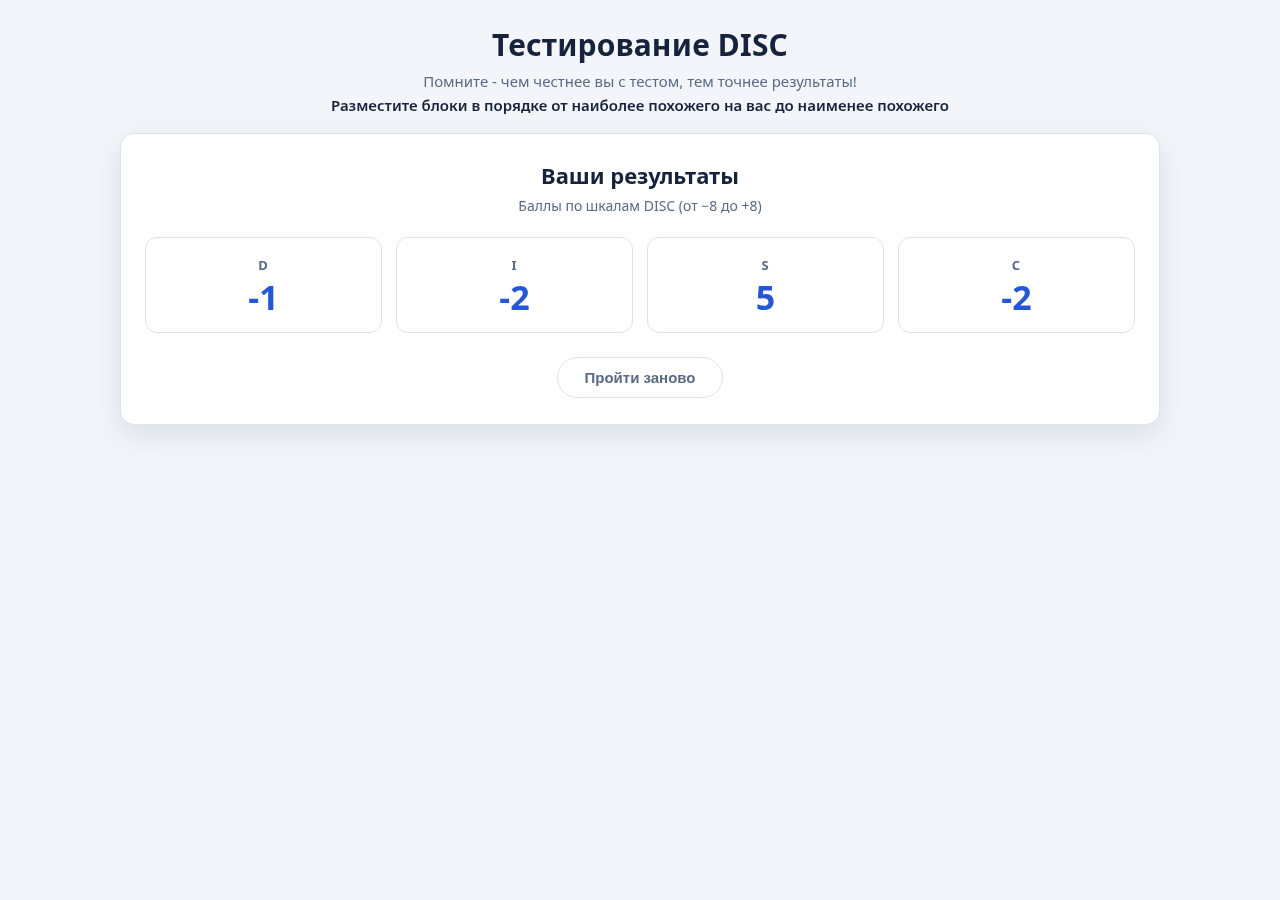 Тестирование DISC
Помните - чем честнее вы с тестом, тем точнее результаты!
Разместите блоки в порядке от наиболее похожего на вас до наименее похожего
Ваши результаты
Баллы по шкалам DISC (от −8 до +8)
D
-1
I
-2
S
5
C
-2
Пройти заново